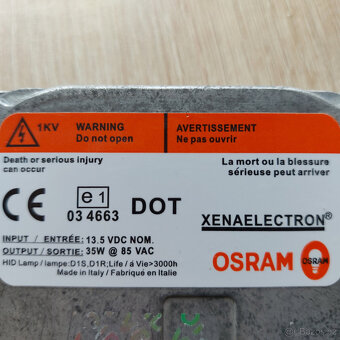 1KV
WARNING
Do not open
AVERTISSEMENT
Ne pas ouvrir
Death or serious injury
can occur
La mort ou la blessure
sérieuse peut arriver
CE
e1
03 4663
DOT
XENAELECTRON®
INPUT / ENTRÉE: 13.5 VDC NOM.
OUTPUT / SORTIE: 35W @ 85 VAC
HID Lamp / lampe:D1S,D1R;Life / á Vie>3000h
Made in Italy / Fabriqué en Italie
OSRAM
OSRAM